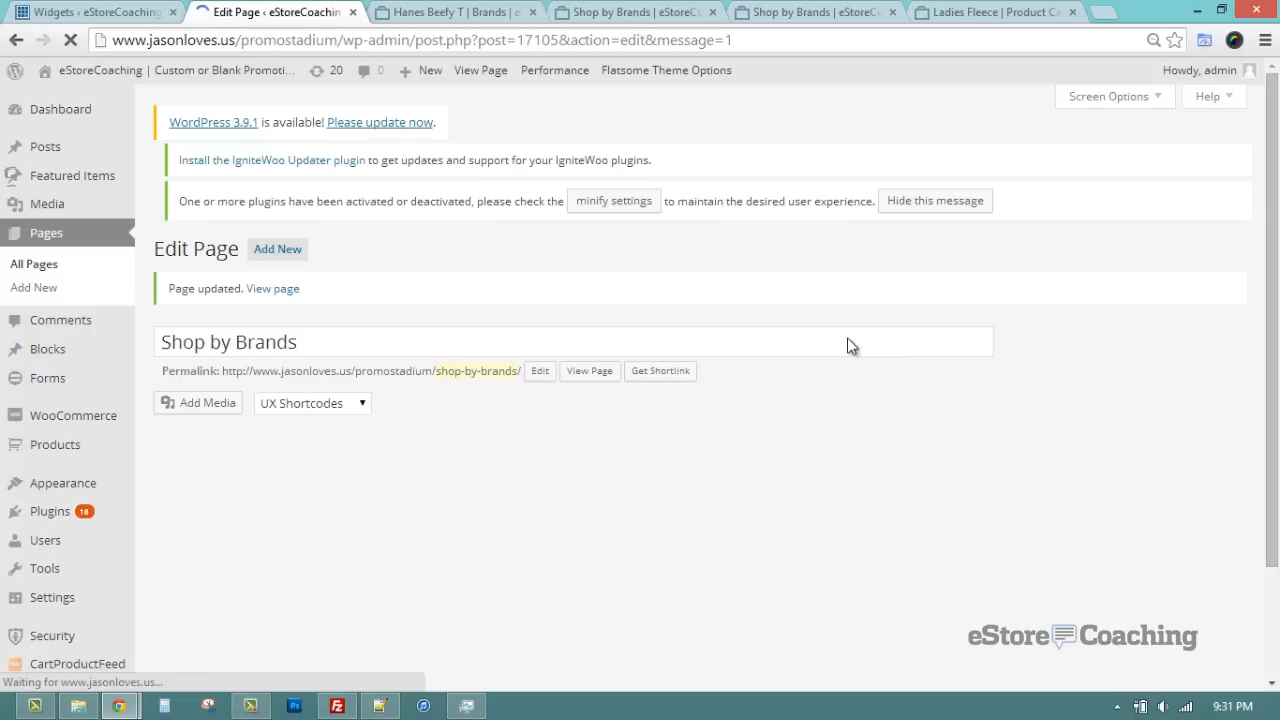 Widgets ‹ eStoreCoaching
Edit Page ‹ eStoreCoaching
Hanes Beefy T | Brands | e
Shop by Brands | eStoreCo
Shop by Brands | eStoreCo
Ladies Fleece | Product Ca
www.jasonloves.us/promostadium/wp-admin/post.php?post=17105&action=edit&message=1
eStoreCoaching | Custom or Blank Promoti... 20 0 New View Page Performance Flatsome Theme Options Howdy, admin
Screen Options Help
Dashboard
Posts
Featured Items
Media
Pages
All Pages
Add New
Comments
Blocks
Forms
WooCommerce
Products
Appearance
Plugins 18
Users
Tools
Settings
Security
CartProductFeed
WordPress 3.9.1 is available! Please update now.
Install the IgniteWoo Updater plugin to get updates and support for your IgniteWoo plugins.
One or more plugins have been activated or deactivated, please check the minify settings to maintain the desired user experience. Hide this message
Edit Page Add New
Page updated. View page
Shop by Brands
Permalink: http://www.jasonloves.us/promostadium/shop-by-brands/ Edit View Page Get Shortlink
Add Media UX Shortcodes
eStore Coaching
Waiting for www.jasonloves.us...
9:31 PM